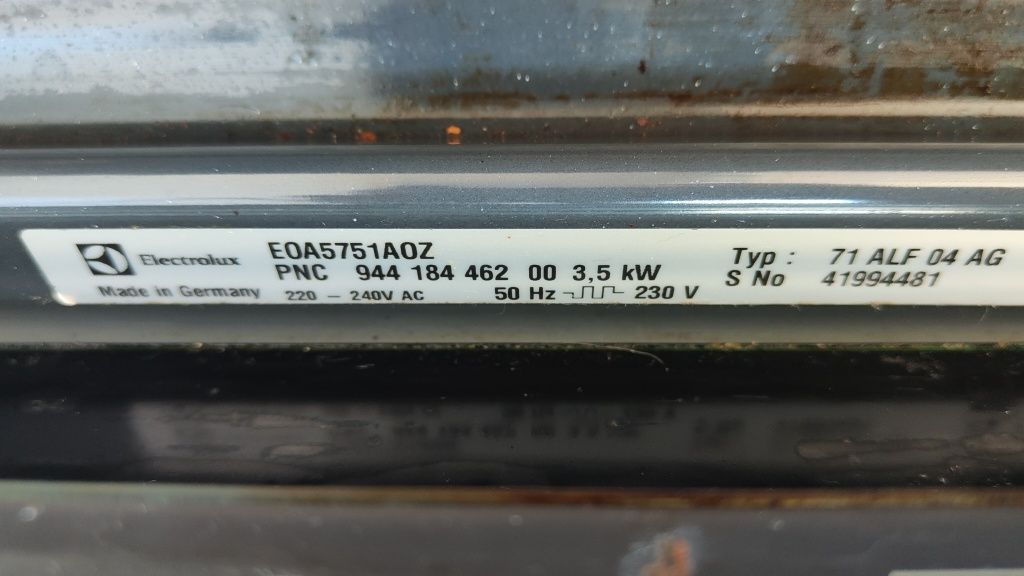 Electrolux EOA5751AOZ
PNC 944 184 462 00 3,5 kW
Typ : 71 ALF 04 AG
S No 41994481
Made in Germany 220 – 240V AC 50 Hz 230 V